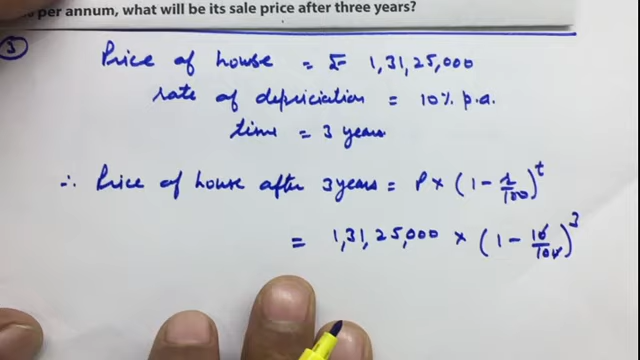 per annum, what will be its sale price after three years?
3 Price of house = ₹ 1,31,25,000
rate of depriciation = 10% p.a.
time = 3 years
∴ Price of house after 3 years = P × (1 - r/100)^t
= 1,31,25,000 × (1 - 10/100)^3